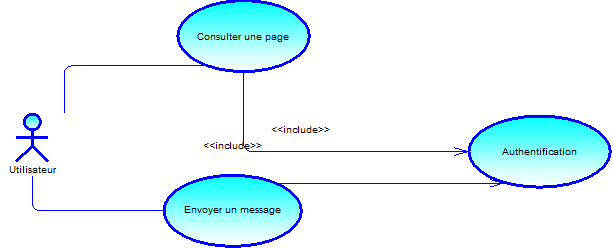 Consulter une page
<<include>>
<<include>>
Authentification
Utilisateur
Envoyer un message